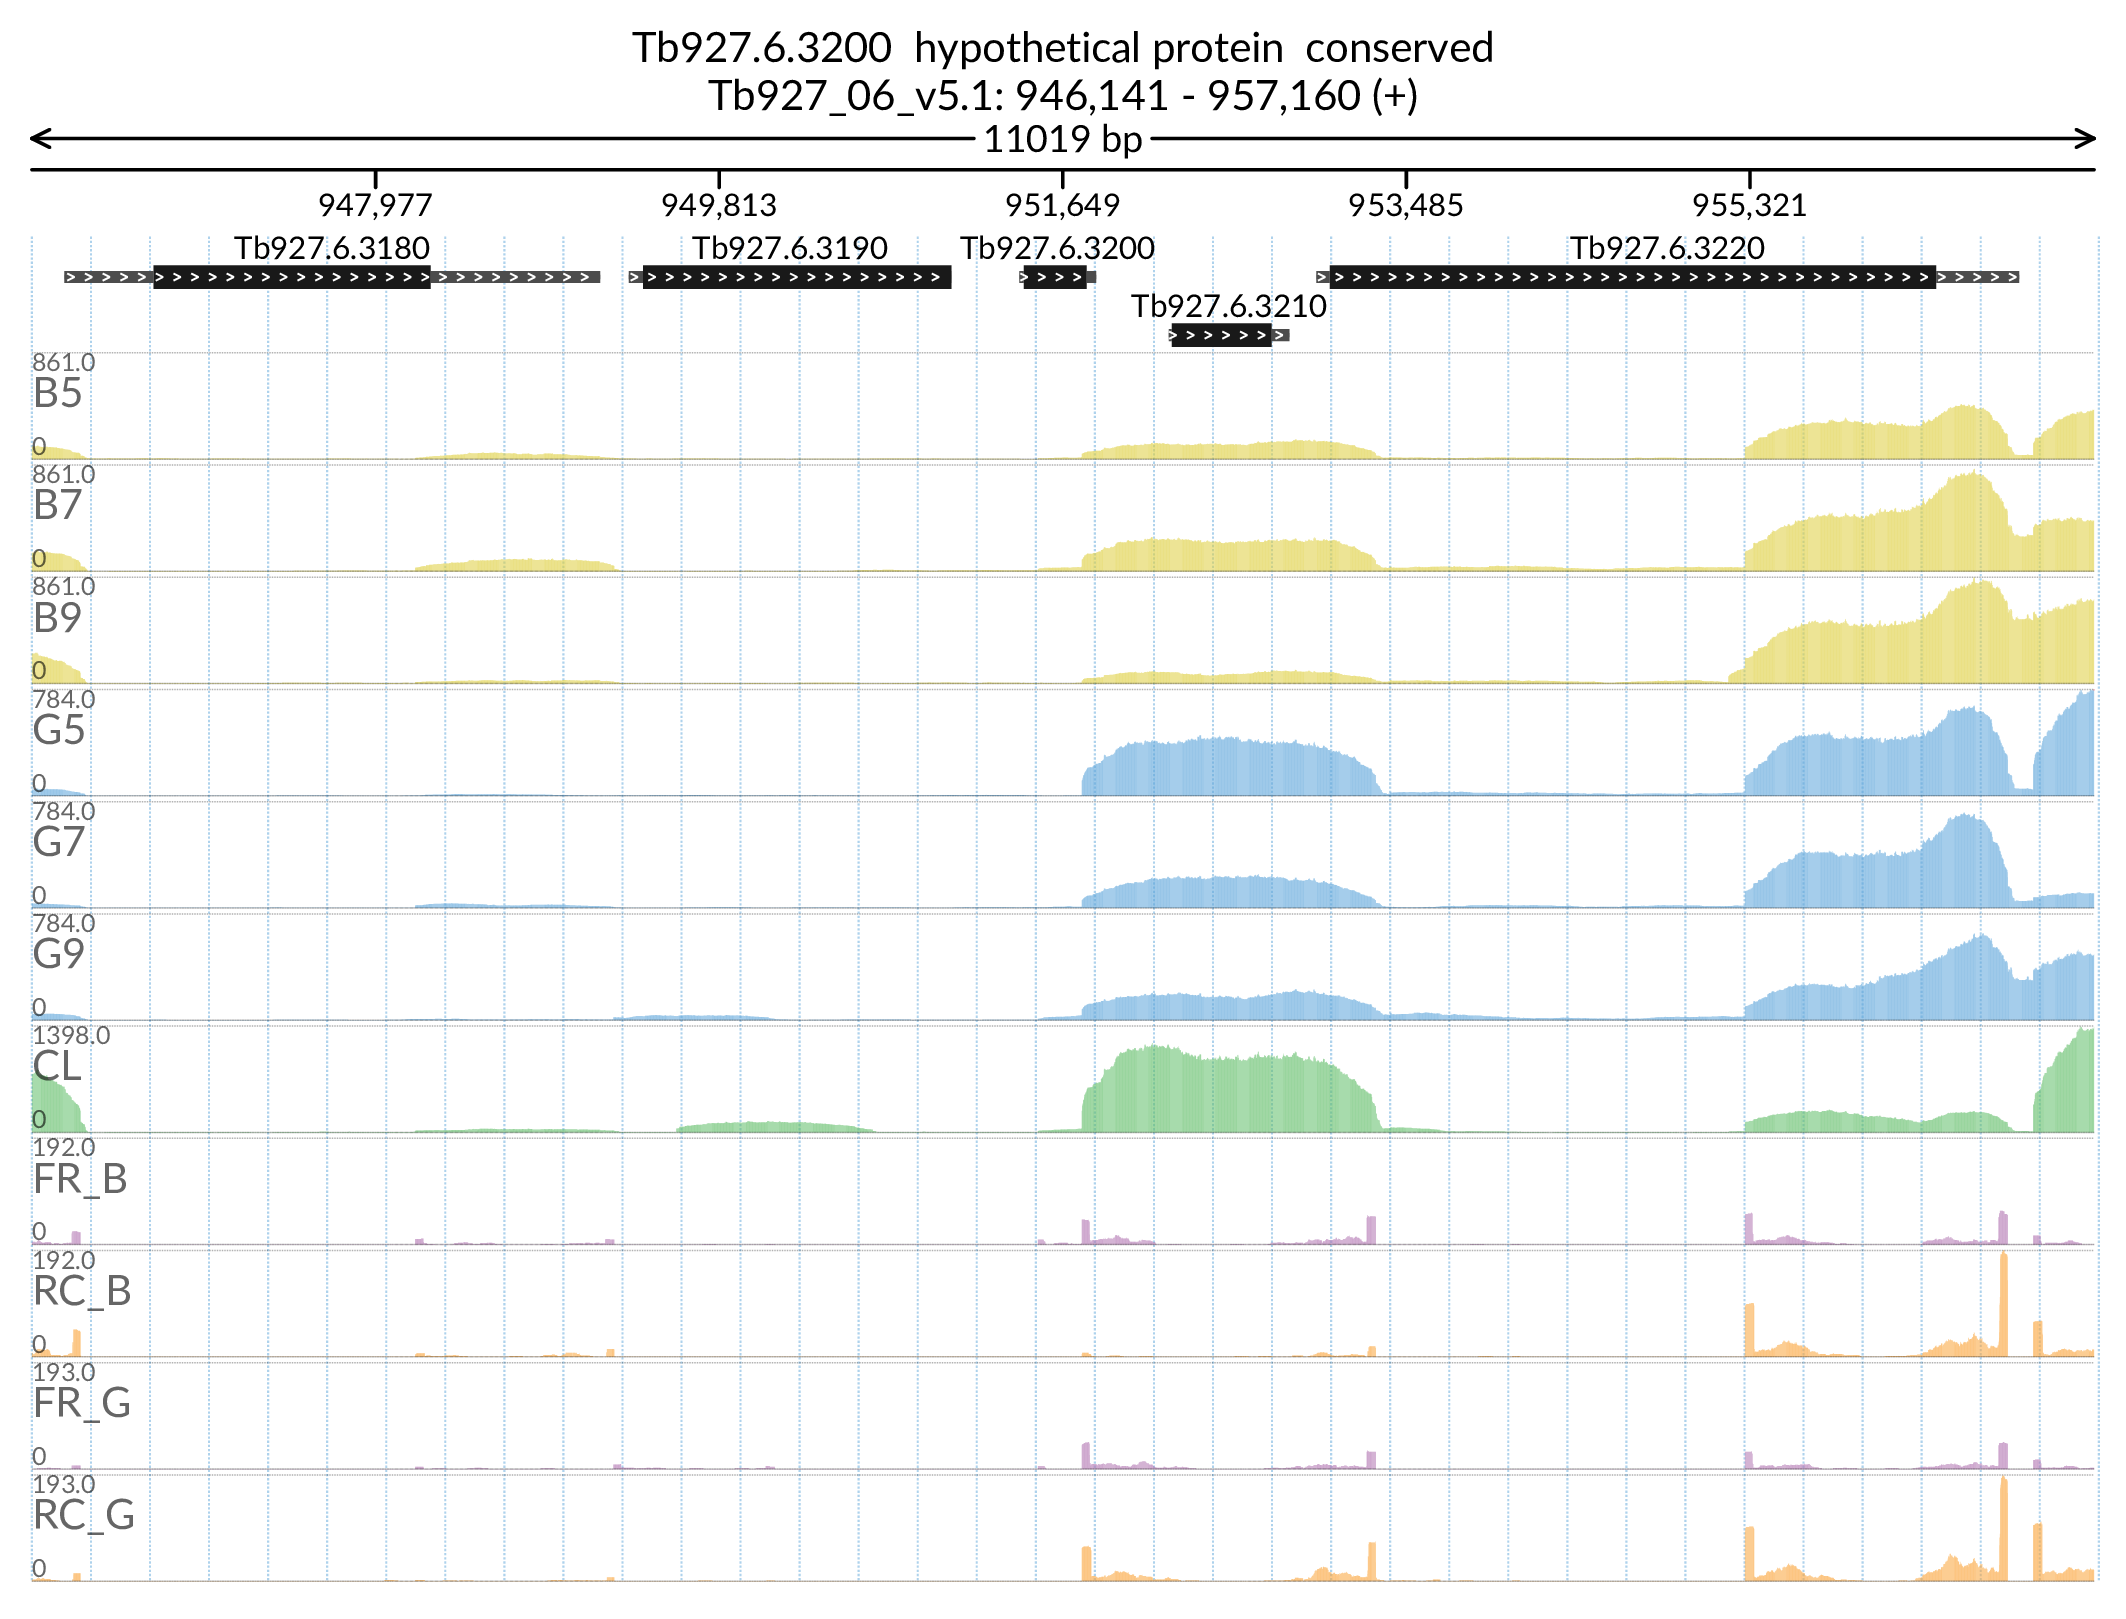 Tb927.6.3200  hypothetical protein  conserved
Tb927_06_v5.1: 946,141 - 957,160 (+)
11019 bp
947,977 949,813 951,649 953,485 955,321
Tb927.6.3180 Tb927.6.3190 Tb927.6.3200 Tb927.6.3220
Tb927.6.3210
861.0
B5
0
861.0
B7
0
861.0
B9
0
784.0
G5
0
784.0
G7
0
784.0
G9
0
1398.0
CL
0
192.0
FR_B
0
192.0
RC_B
0
193.0
FR_G
0
193.0
RC_G
0